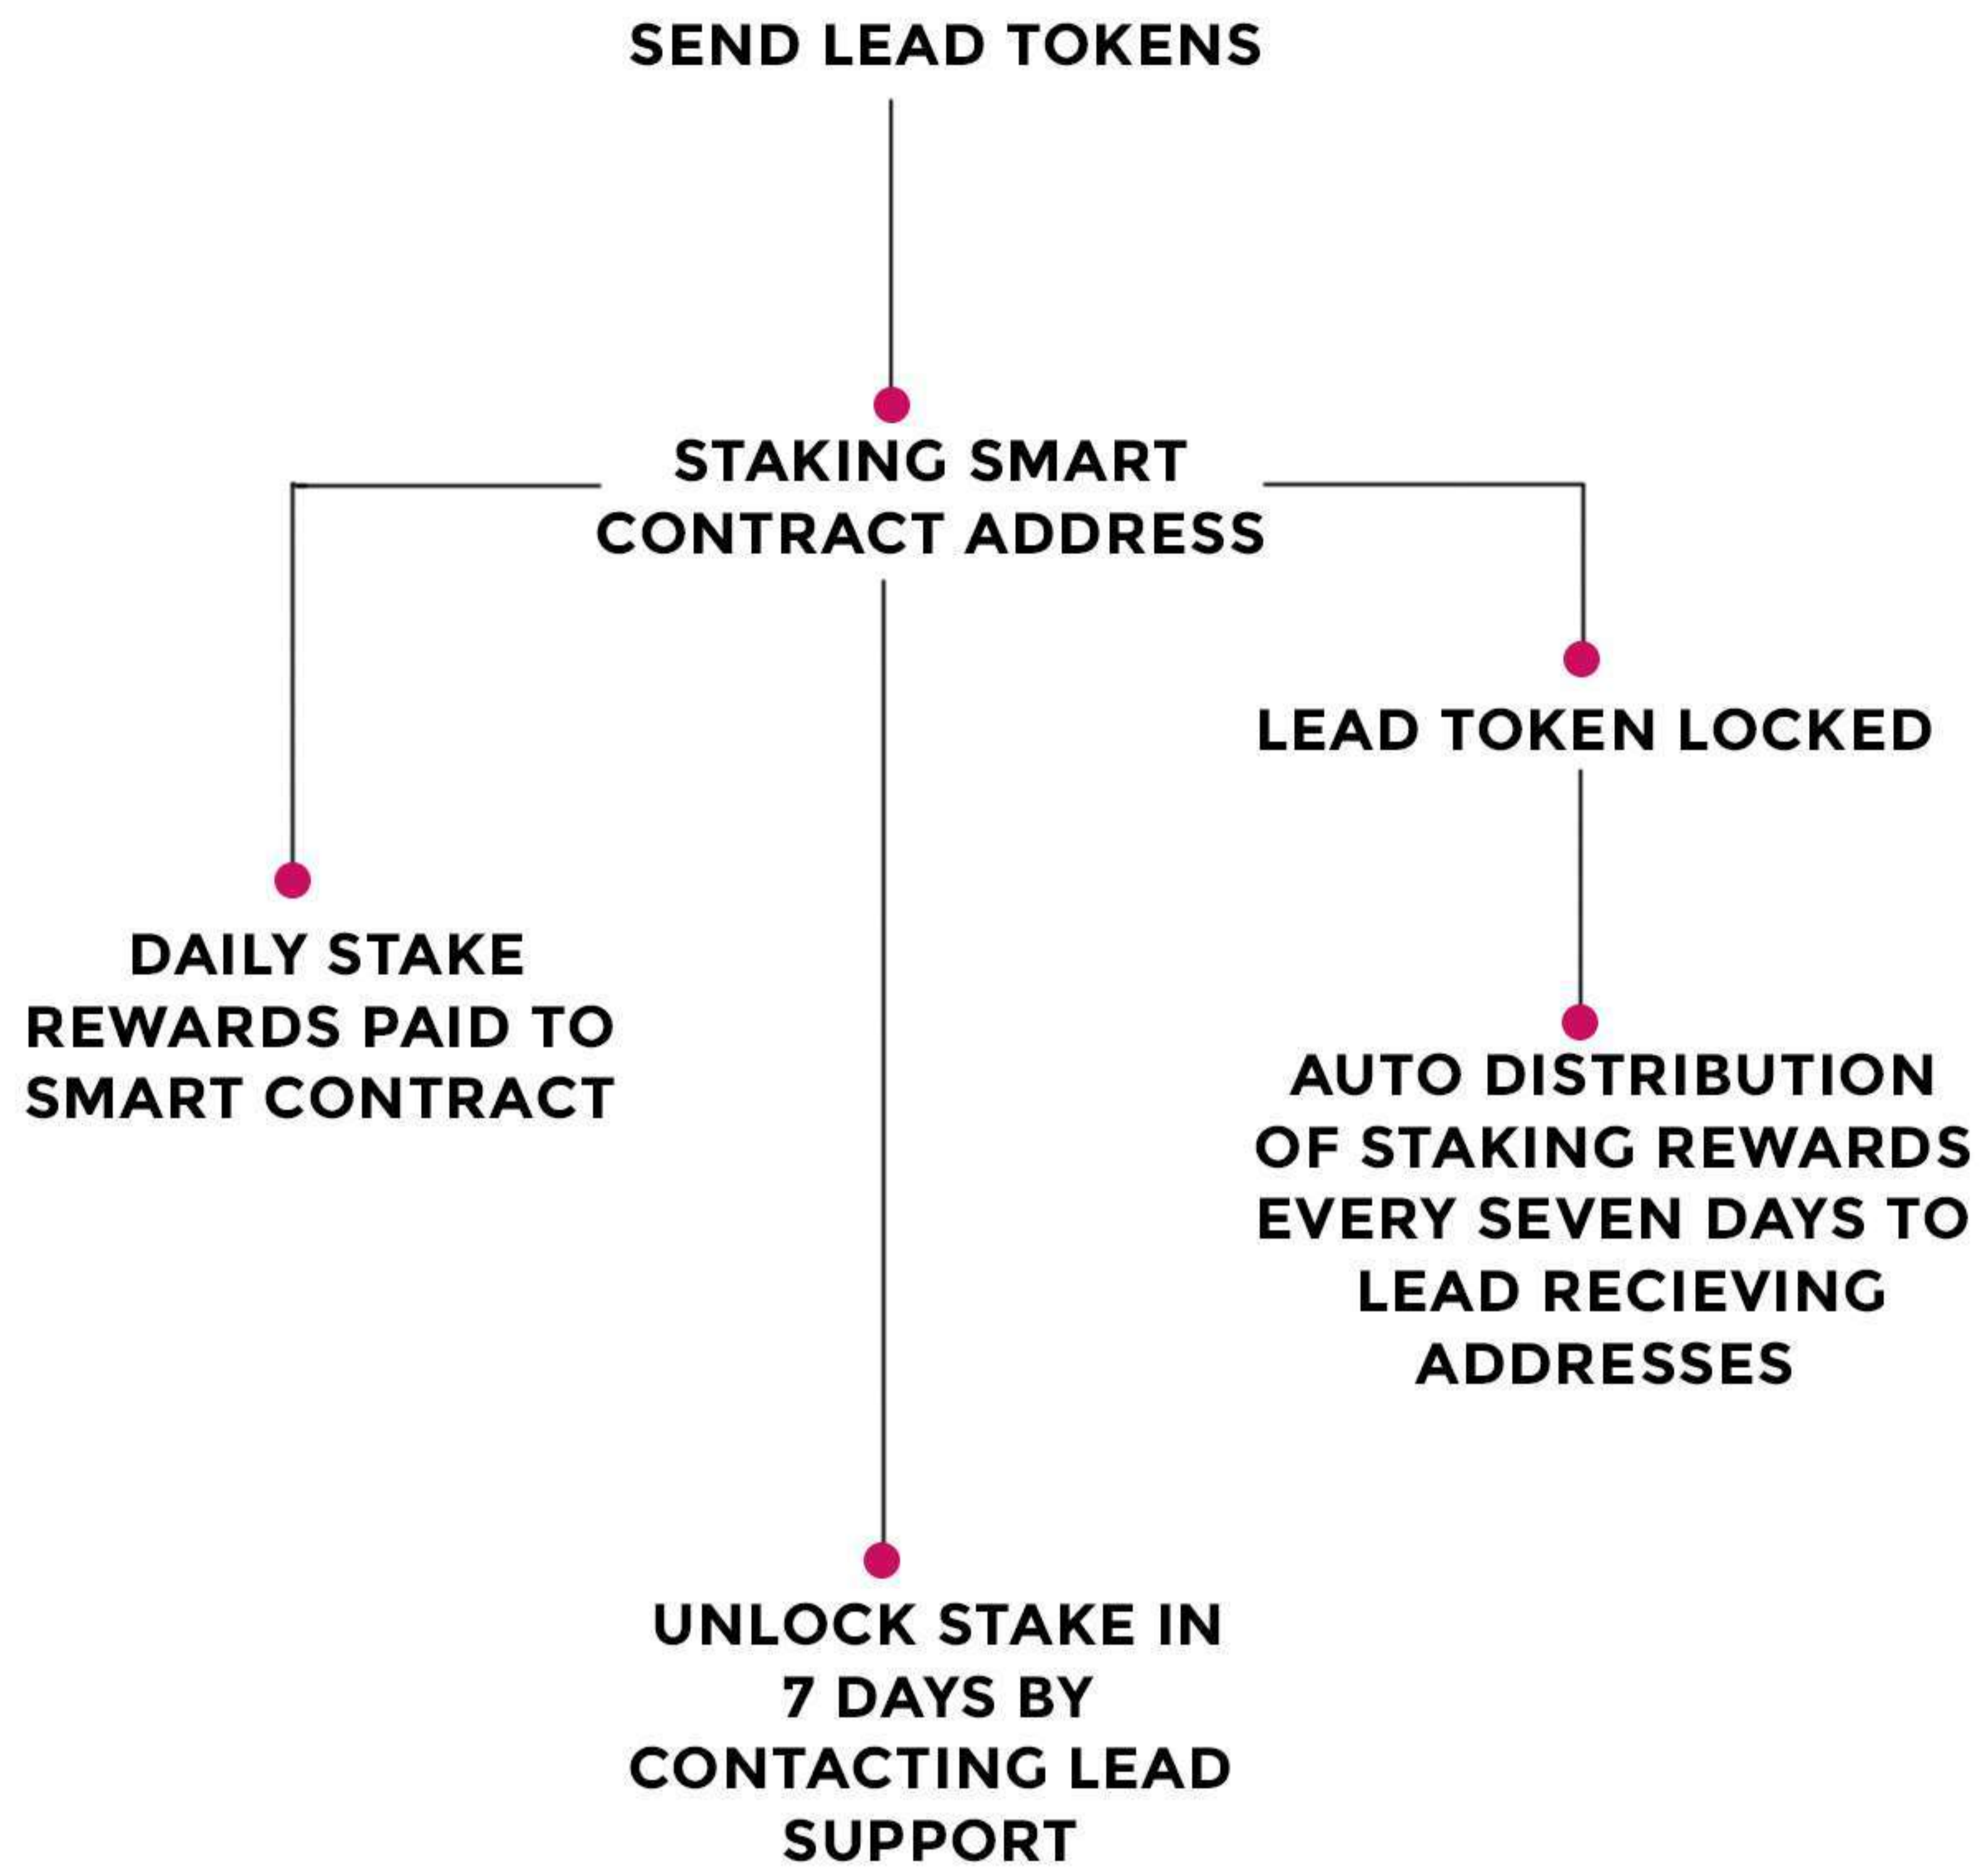 SEND LEAD TOKENS
STAKING SMART
CONTRACT ADDRESS
LEAD TOKEN LOCKED
DAILY STAKE
REWARDS PAID TO
SMART CONTRACT
AUTO DISTRIBUTION
OF STAKING REWARDS
EVERY SEVEN DAYS TO
LEAD RECIEVING
ADDRESSES
UNLOCK STAKE IN
7 DAYS BY
CONTACTING LEAD
SUPPORT